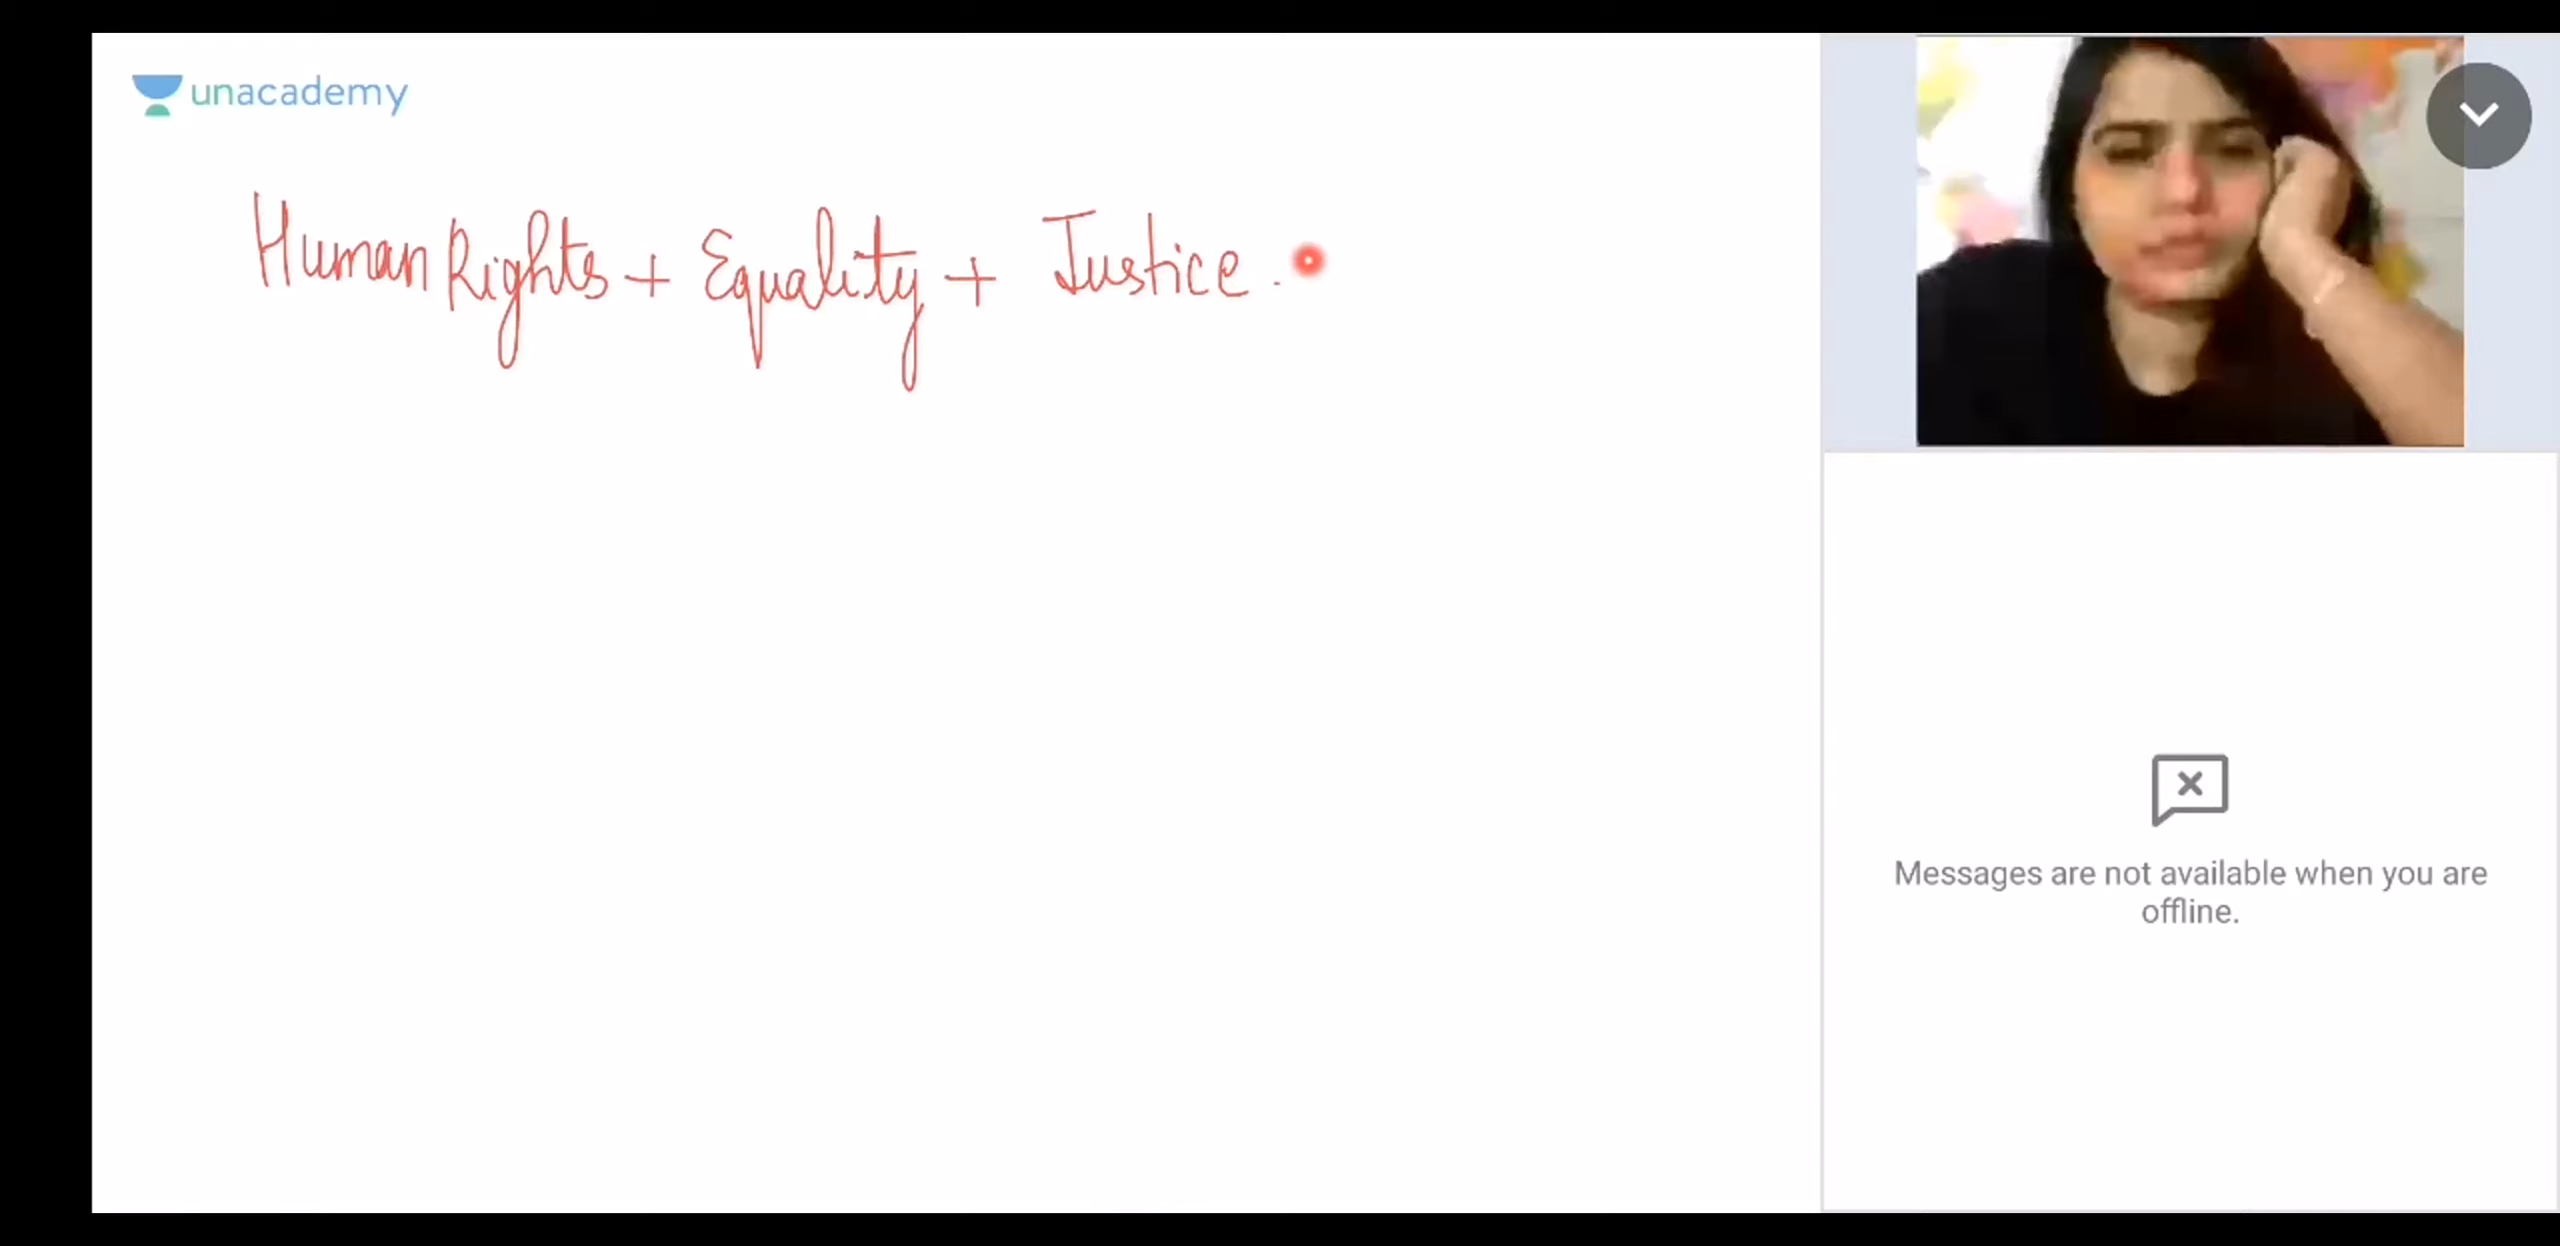 unacademy
Human Rights + Equality + Justice .
Messages are not available when you are
offline.